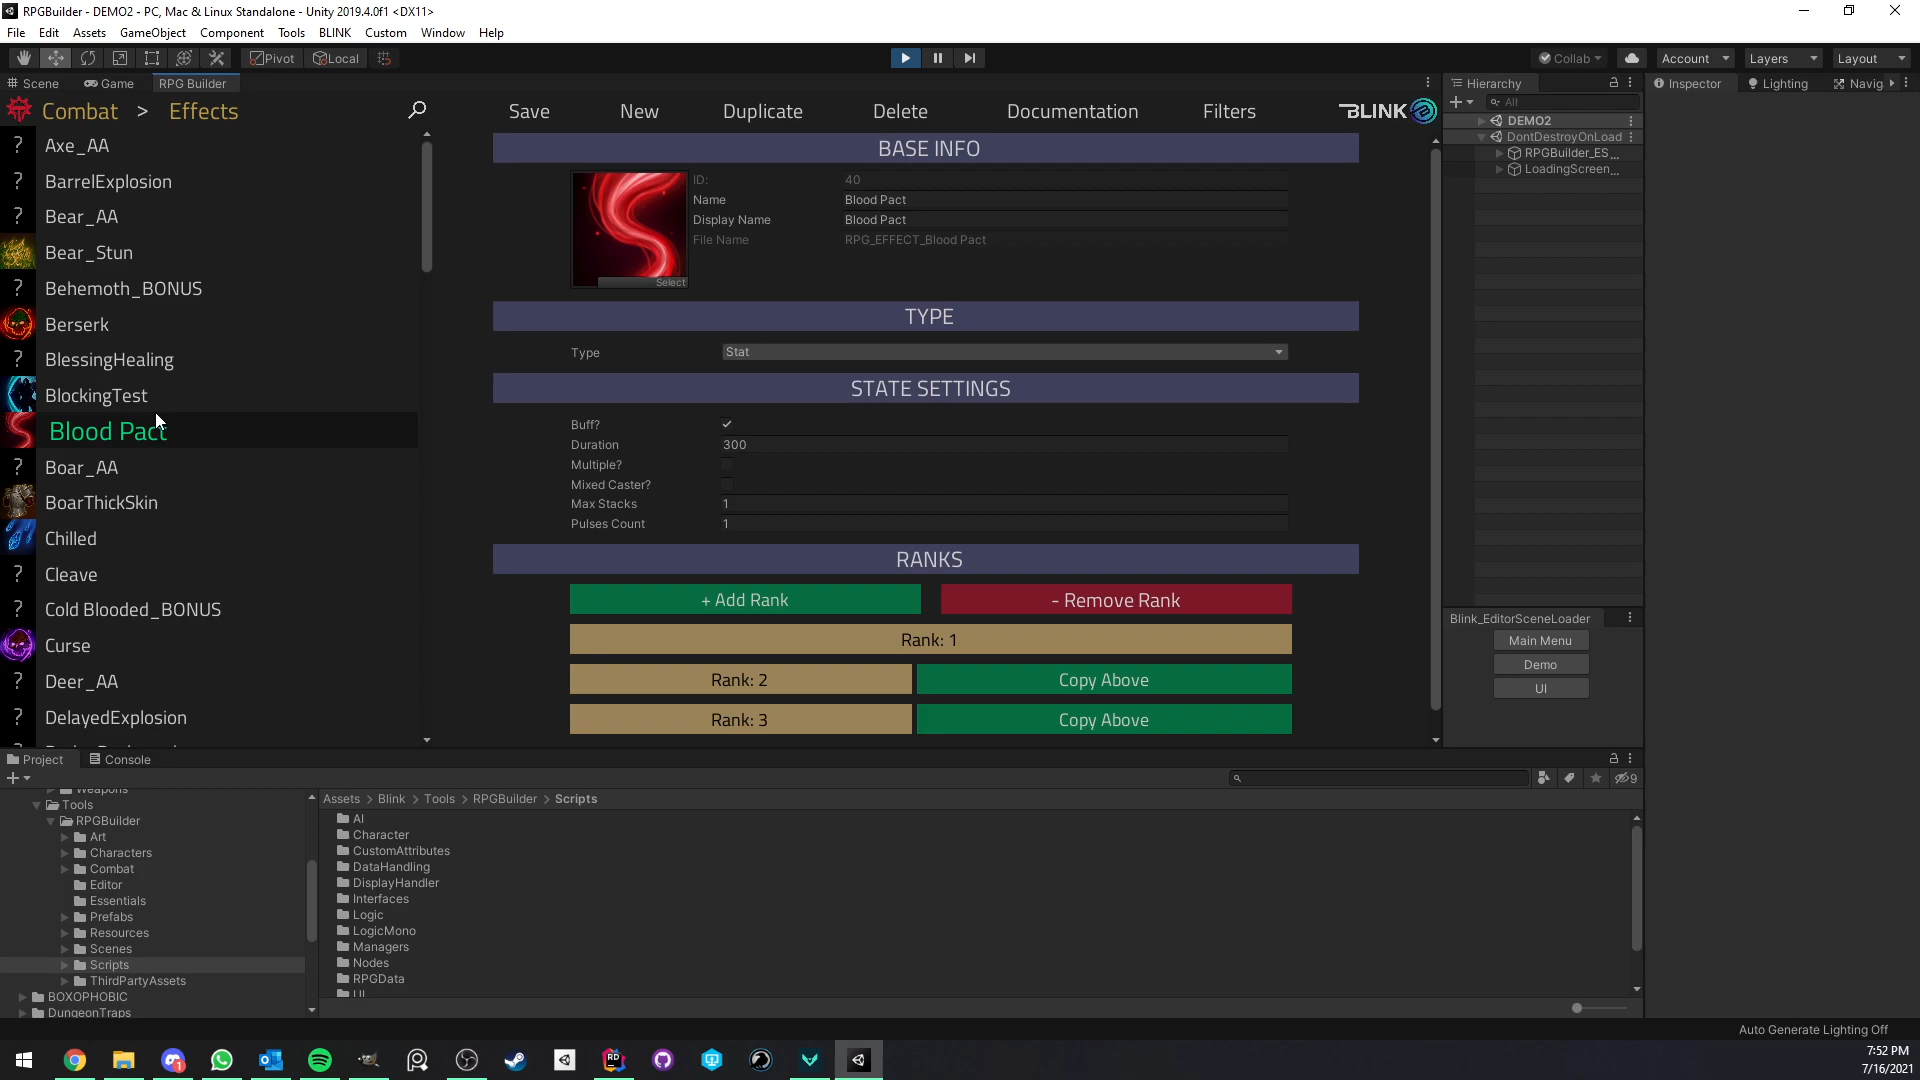 RPGBuilder - DEMO2 - PC, Mac & Linux Standalone - Unity 2019.4.0f1 <DX11>
File Edit Assets GameObject Component Tools BLINK Custom Window Help
Pivot Local Collab Account Layers Layout
Scene Game RPG Builder
Hierarchy
Inspector Lighting Navig
Combat > Effects
Save New Duplicate Delete Documentation Filters BLINK
All
DEMO2
DontDestroyOnLoad
RPGBuilder_ES...
LoadingScreen...
? Axe_AA
? BarrelExplosion
? Bear_AA
Bear_Stun
? Behemoth_BONUS
Berserk
? BlessingHealing
BlockingTest
Blood Pact
? Boar_AA
BoarThickSkin
Chilled
? Cleave
? Cold Blooded_BONUS
Curse
? Deer_AA
? DelayedExplosion
BASE INFO
ID: 40
Name Blood Pact
Display Name Blood Pact
File Name RPG_EFFECT_Blood Pact
Select
TYPE
Type Stat
STATE SETTINGS
Buff?
Duration 300
Multiple?
Mixed Caster?
Max Stacks 1
Pulses Count 1
RANKS
+ Add Rank - Remove Rank
Rank: 1
Rank: 2 Copy Above
Rank: 3 Copy Above
Blink_EditorSceneLoader
Main Menu
Demo
UI
Project Console
9
Weapons
Tools
RPGBuilder
Art
Characters
Combat
Editor
Essentials
Prefabs
Resources
Scenes
Scripts
ThirdPartyAssets
BOXOPHOBIC
DungeonTraps
Assets > Blink > Tools > RPGBuilder > Scripts
AI
Character
CustomAttributes
DataHandling
DisplayHandler
Interfaces
Logic
LogicMono
Managers
Nodes
RPGData
UI
Auto Generate Lighting Off
7:52 PM
7/16/2021